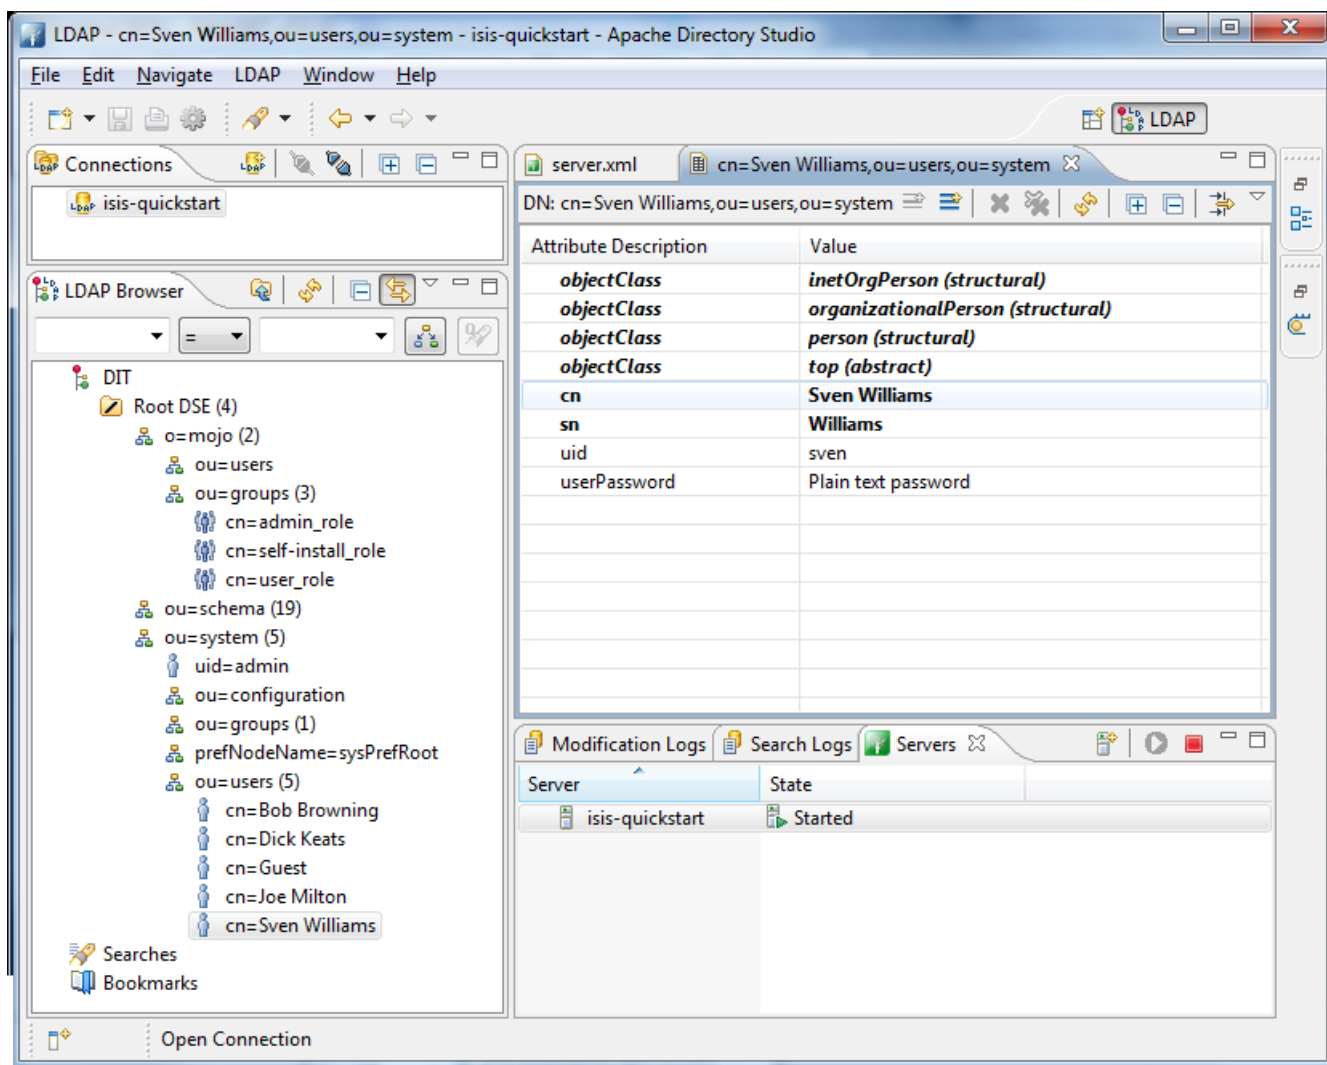 LDAP - cn=Sven Williams,ou=users,ou=system - isis-quickstart - Apache Directory Studio
File Edit Navigate LDAP Window Help
LDAP
Connections
isis-quickstart
LDAP Browser
=
DIT
Root DSE (4)
o=mojo (2)
ou=users
ou=groups (3)
cn=admin_role
cn=self-install_role
cn=user_role
ou=schema (19)
ou=system (5)
uid=admin
ou=configuration
ou=groups (1)
prefNodeName=sysPrefRoot
ou=users (5)
cn=Bob Browning
cn=Dick Keats
cn=Guest
cn=Joe Milton
cn=Sven Williams
Searches
Bookmarks
server.xml cn=Sven Williams,ou=users,ou=system
DN: cn=Sven Williams,ou=users,ou=system
Attribute Description Value
objectClass inetOrgPerson (structural)
objectClass organizationalPerson (structural)
objectClass person (structural)
objectClass top (abstract)
cn Sven Williams
sn Williams
uid sven
userPassword Plain text password
Modification Logs Search Logs Servers
Server State
isis-quickstart Started
Open Connection